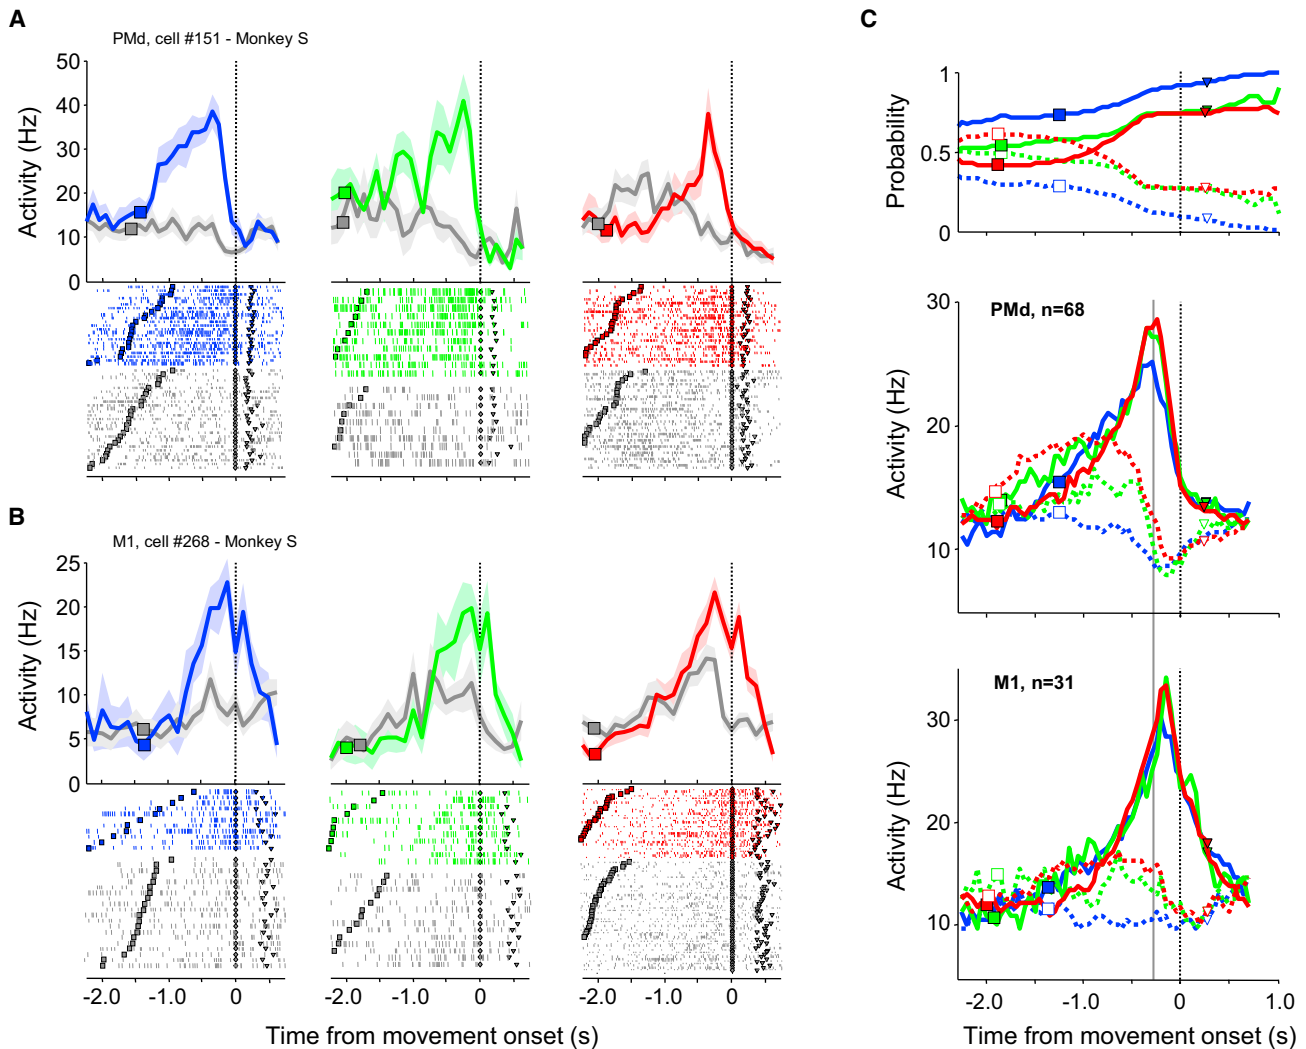 A
PMd, cell #151 - Monkey S
Activity (Hz)
50
40
30
20
10
0
B
M1, cell #268 - Monkey S
Activity (Hz)
25
20
15
10
5
0
-2.0 -1.0 0
-2.0 -1.0 0
-2.0 -1.0 0
Time from movement onset (s)
C
Probability
1
0.5
0
PMd, n=68
Activity (Hz)
30
20
10
M1, n=31
Activity (Hz)
30
20
10
-2.0 -1.0 0 1.0
Time from movement onset (s)